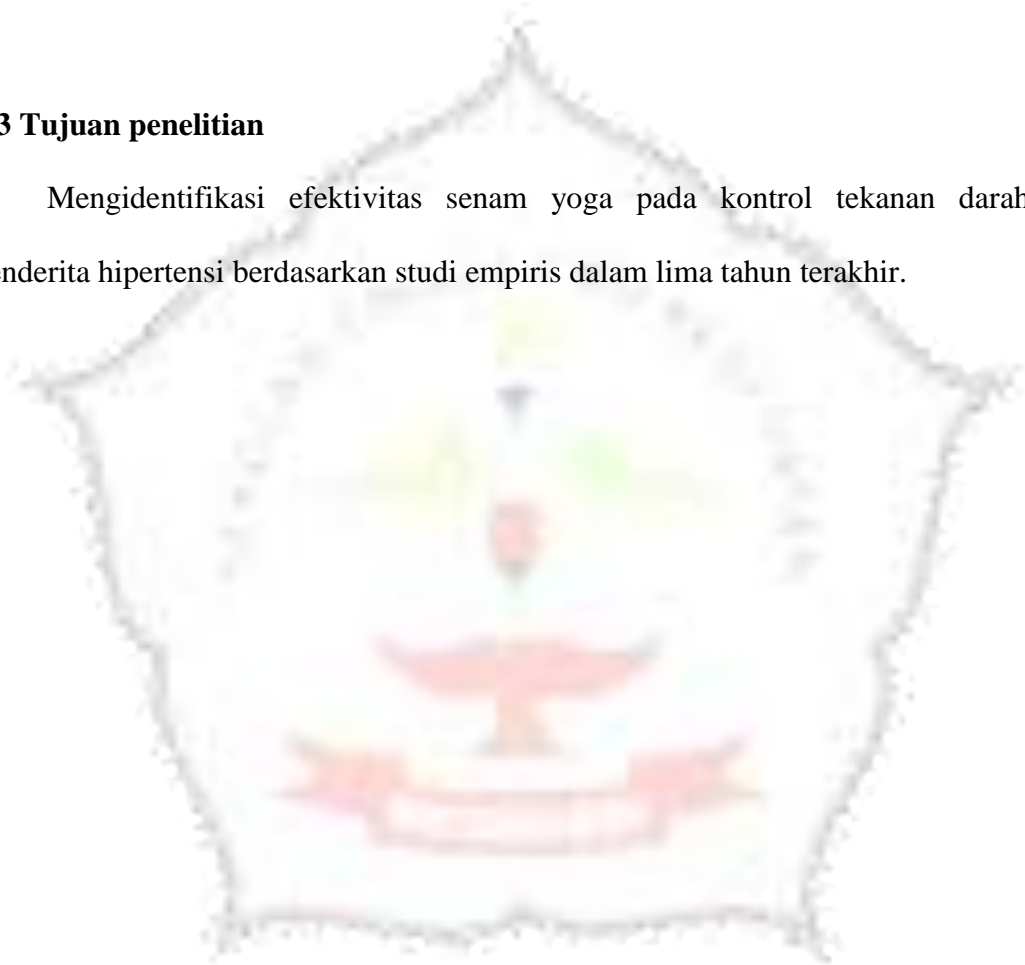 3 Tujuan penelitian
Mengidentifikasi efektivitas senam yoga pada kontrol tekanan darah
enderita hipertensi berdasarkan studi empiris dalam lima tahun terakhir.